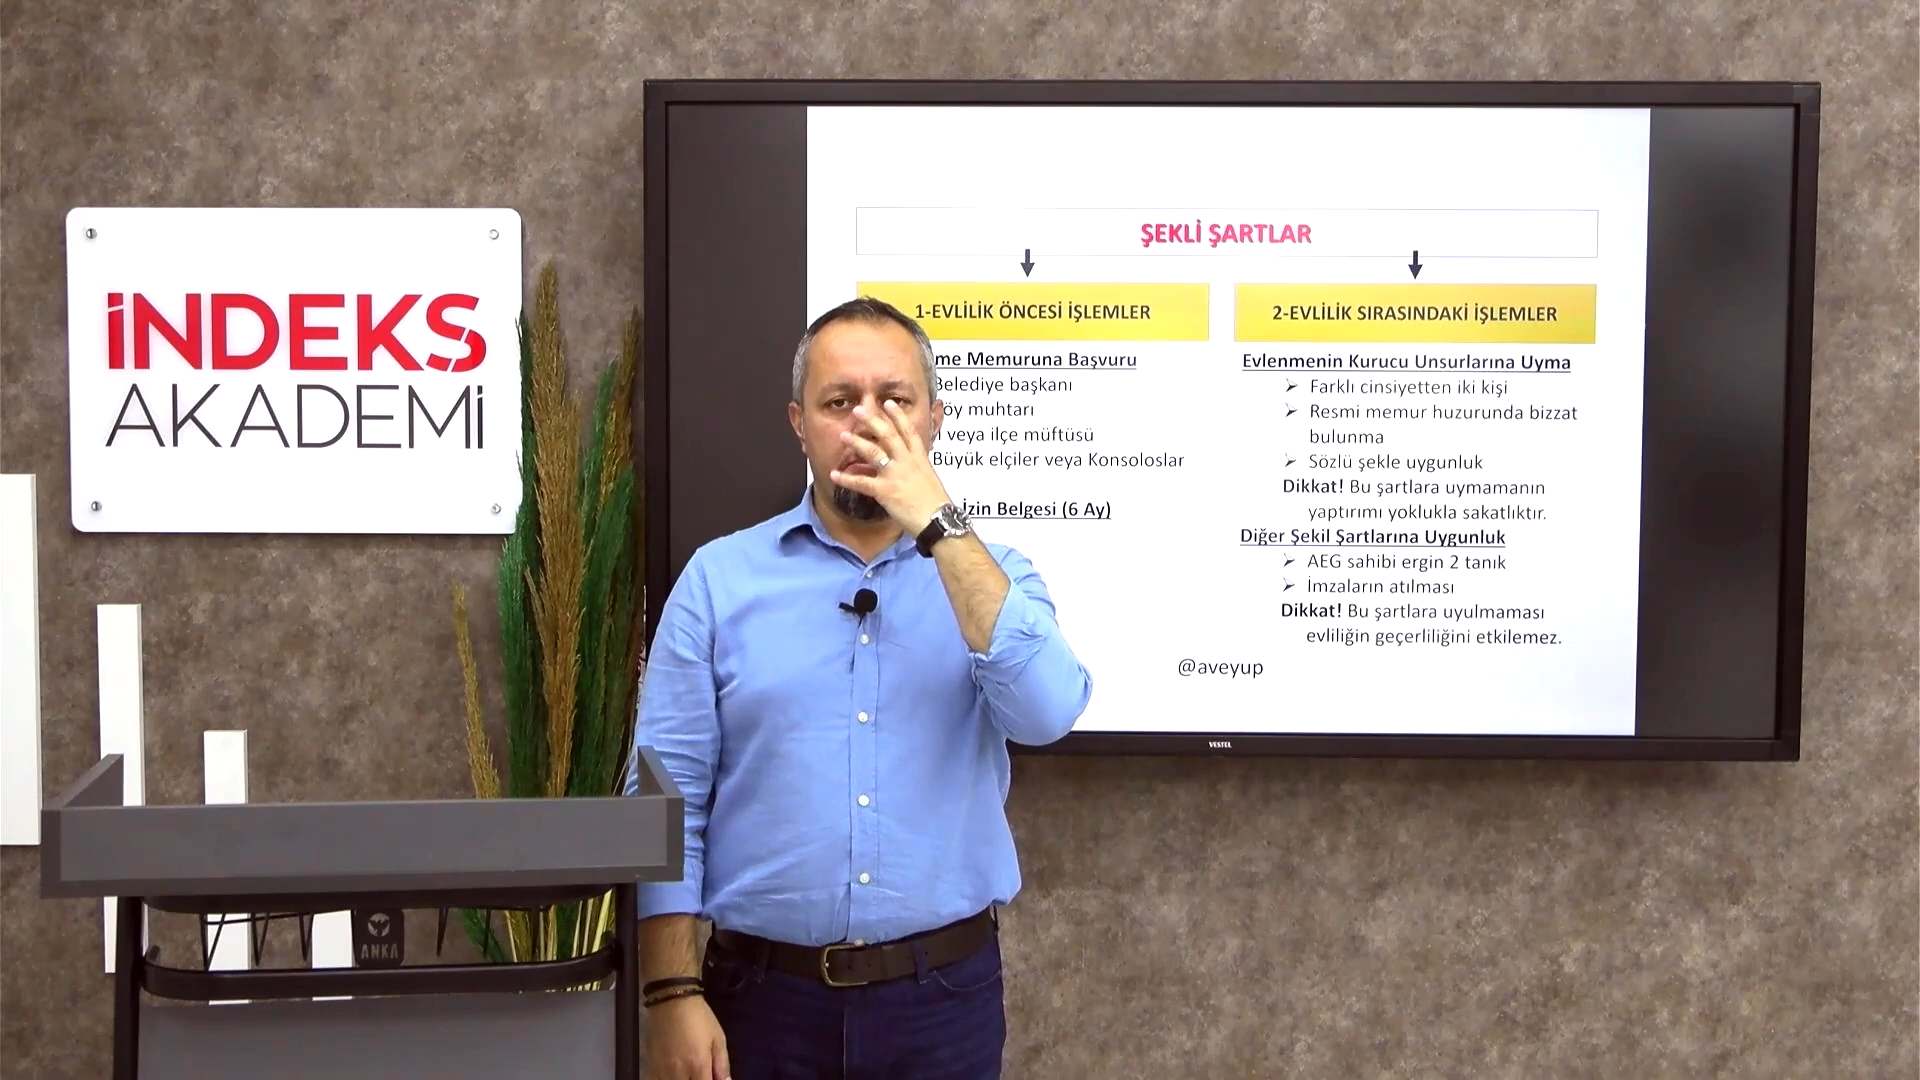 İNDEKS
AKADEMİ
ŞEKLİ ŞARTLAR
1-EVLİLİK ÖNCESİ İŞLEMLER
Memuruna Başvuru
Belediye başkanı
muhtarı
veya ilçe müftüsü
Büyük elçiler veya Konsoloslar
İzin Belgesi (6 Ay)
2-EVLİLİK SIRASINDAKİ İŞLEMLER
Evlenmenin Kurucu Unsurlarına Uyma
➢ Farklı cinsiyetten iki kişi
➢ Resmi memur huzurunda bizzat
bulunma
➢ Sözlü şekle uygunluk
Dikkat! Bu şartlara uymamanın
yaptırımı yoklukla sakatlıktır.
Diğer Şekil Şartlarına Uygunluk
➢ AEG sahibi ergin 2 tanık
➢ İmzaların atılması
Dikkat! Bu şartlara uyulmaması
evliliğin geçerliliğini etkilemez.
@aveyup
VESTEL
ANKA